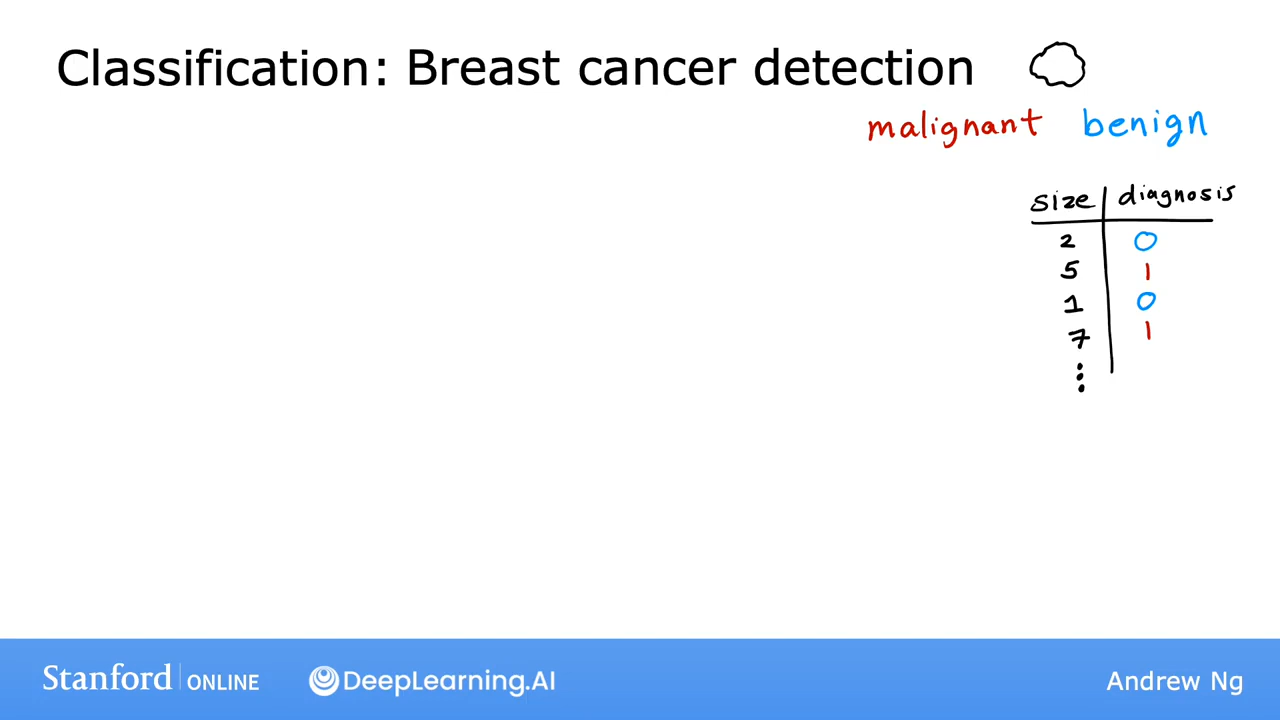 Classification: Breast cancer detection
malignant benign
size diagnosis
2 0
5 1
1 0
7 1
⋮
Stanford ONLINE DeepLearning.AI Andrew Ng